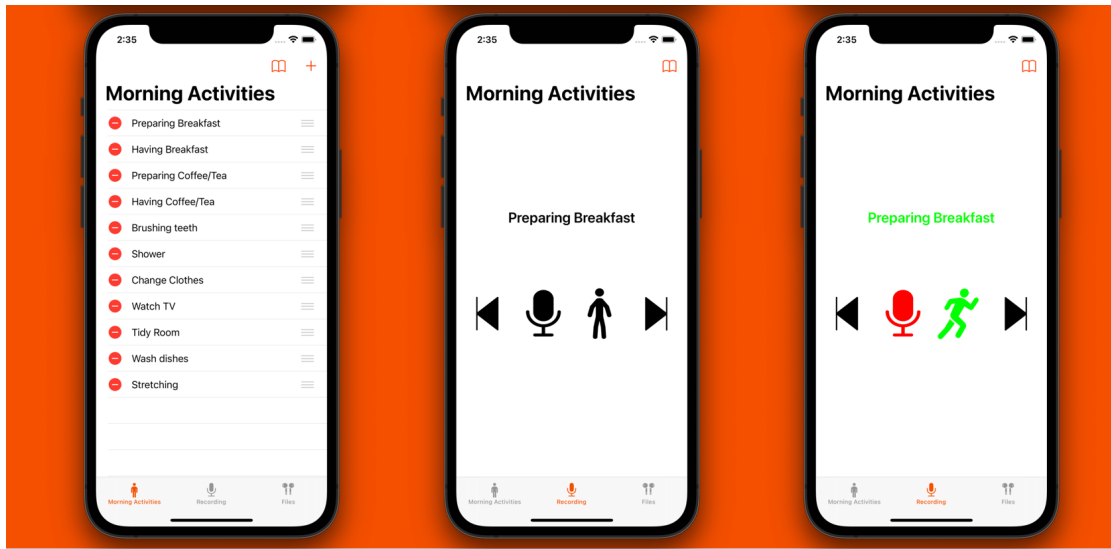 2:35
Morning Activities
Preparing Breakfast
Having Breakfast
Preparing Coffee/Tea
Having Coffee/Tea
Brushing teeth
Shower
Change Clothes
Watch TV
Tidy Room
Wash dishes
Stretching
Morning Activities Recording Files
2:35
Morning Activities
Preparing Breakfast
Morning Activities Recording Files
2:35
Morning Activities
Preparing Breakfast
Morning Activities Recording Files